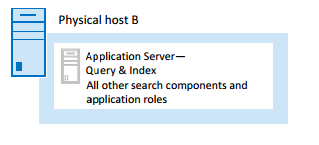 Physical host B
Application Server—
Query & Index
All other search components and
application roles